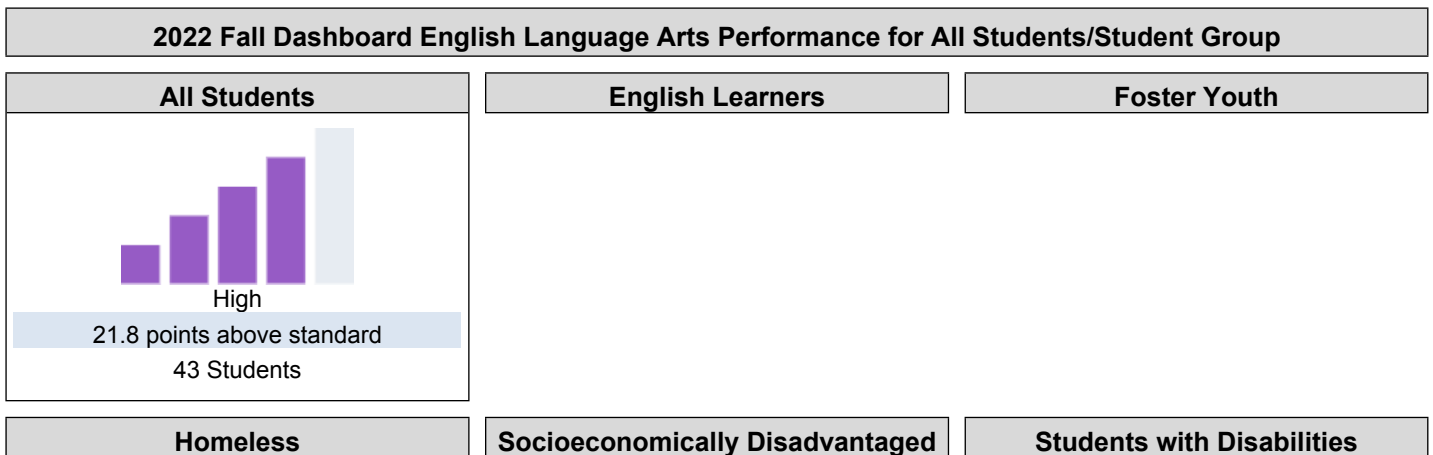 2022 Fall Dashboard English Language Arts Performance for All Students/Student Group
All Students
English Learners
Foster Youth
High
21.8 points above standard
43 Students
Homeless
Socioeconomically Disadvantaged
Students with Disabilities